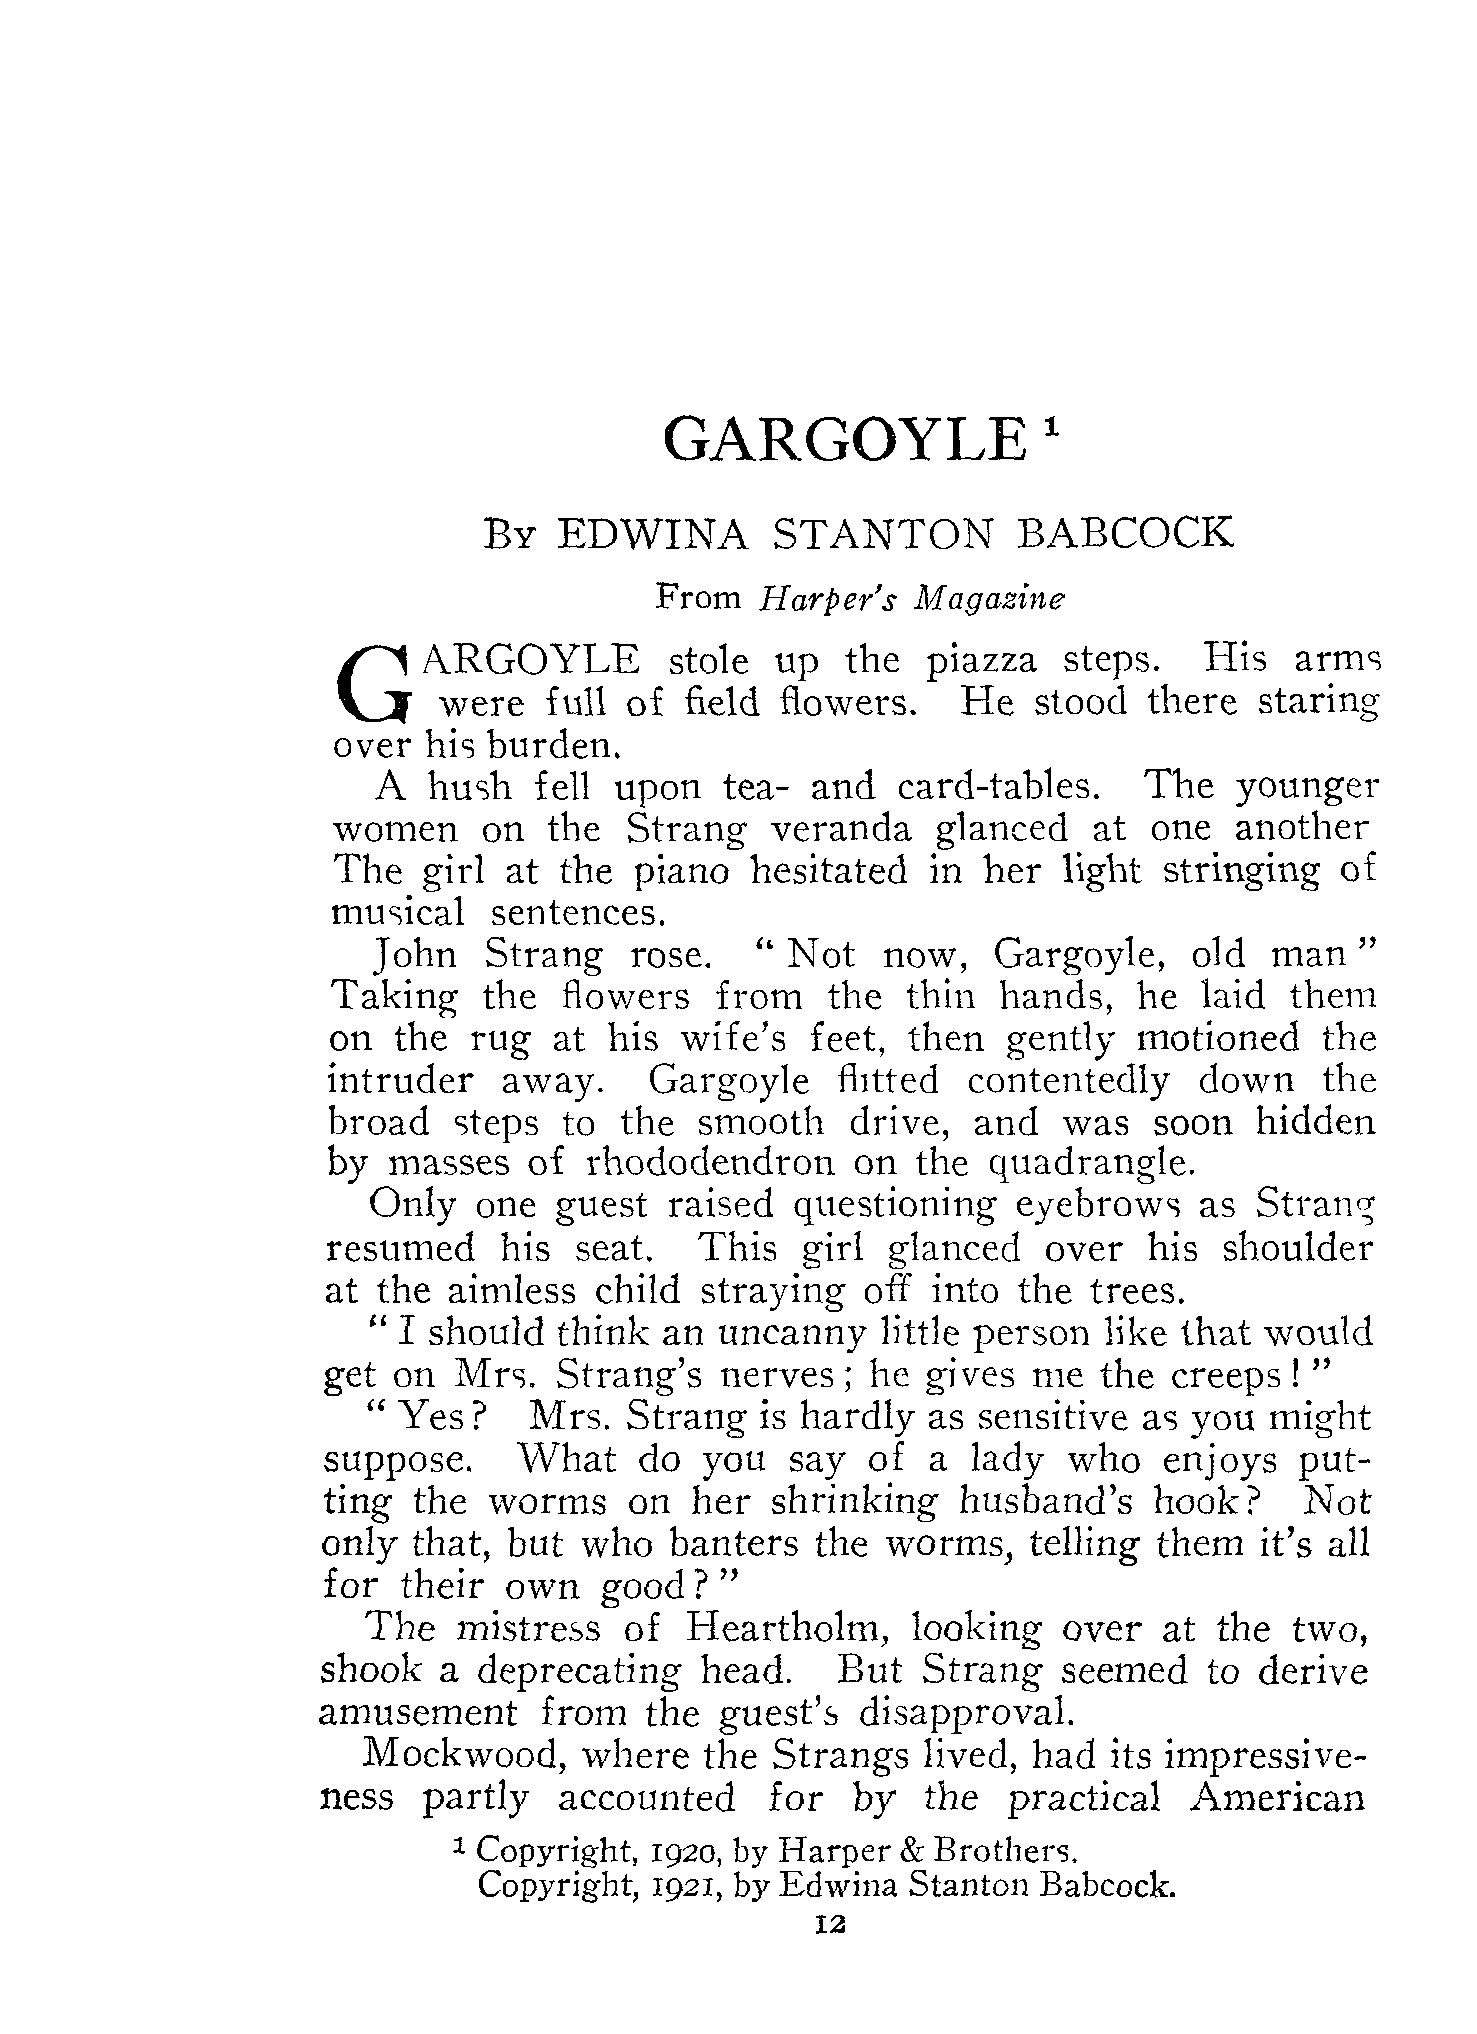 GARGOYLE ¹
By EDWINA STANTON BABCOCK
From Harper's Magazine
GARGOYLE stole up the piazza steps. His arms
were full of field flowers. He stood there staring
over his burden.
A hush fell upon tea- and card-tables. The younger
women on the Strang veranda glanced at one another
The girl at the piano hesitated in her light stringing of
musical sentences.
John Strang rose. " Not now, Gargoyle, old man "
Taking the flowers from the thin hands, he laid them
on the rug at his wife's feet, then gently motioned the
intruder away. Gargoyle flitted contentedly down the
broad steps to the smooth drive, and was soon hidden
by masses of rhododendron on the quadrangle.
Only one guest raised questioning eyebrows as Strang
resumed his seat. This girl glanced over his shoulder
at the aimless child straying off into the trees.
" I should think an uncanny little person like that would
get on Mrs. Strang's nerves ; he gives me the creeps ! "
" Yes ? Mrs. Strang is hardly as sensitive as you might
suppose. What do you say of a lady who enjoys put-
ting the worms on her shrinking husband's hook? Not
only that, but who banters the worms, telling them it's all
for their own good ? "
The mistress of Heartholm, looking over at the two,
shook a deprecating head. But Strang seemed to derive
amusement from the guest's disapproval.
Mockwood, where the Strangs lived, had its impressive-
ness partly accounted for by the practical American
¹ Copyright, 1920, by Harper & Brothers.
Copyright, 1921, by Edwina Stanton Babcock.
12